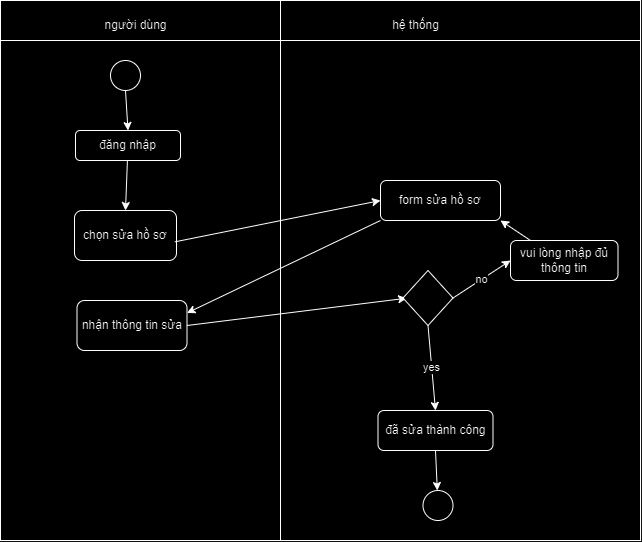 người dùng
hệ thống
đăng nhập
chọn sửa hồ sơ
form sửa hồ sơ
vui lòng nhập đủ
thông tin
no
nhận thông tin sửa
yes
đã sửa thành công